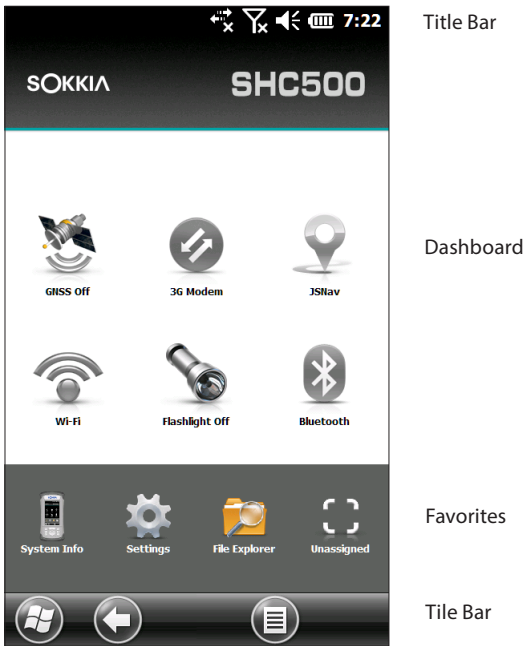 7:22 Title Bar
SOKKIA SHC500
Dashboard
GNSS Off 3G Modem JSNav
Wi-Fi Flashlight Off Bluetooth
Favorites
System Info Settings File Explorer Unassigned
Tile Bar